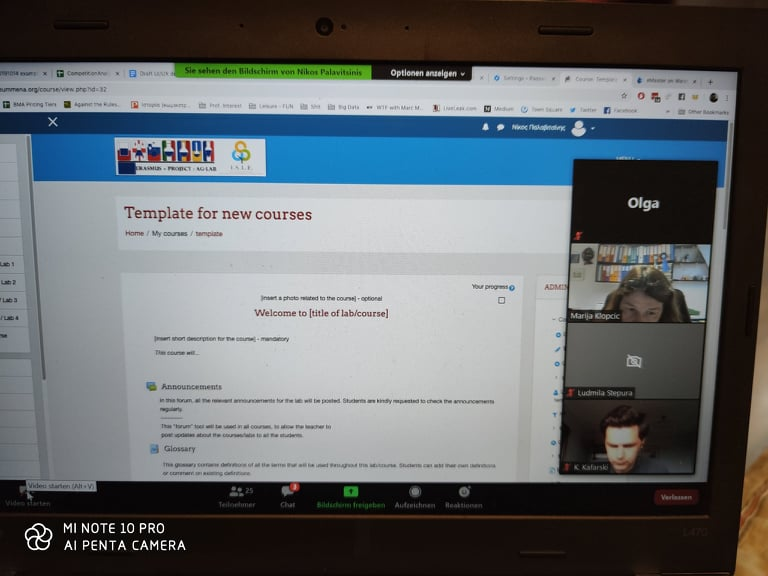 Sie sehen den Bildschirm von Nikos Palavitsinis
Optionen anzeigen
Draft
Settings
Course
eummena.org/course/view.php?id=32
BMA Pricing Tiers
Against the Rules...
Prof. Interest
Leisure - FUN
Shit
Big Data
WTF with Marc M...
LiveLeak.com
Medium
Town Square
Twitter
Facebook
Other Bookmarks
Νίκος Παλαβιτσίνης
ERASMUS + PROJECT : AG-LAB
Template for new courses
Home / My courses / template
Lab 1
Lab 2
/ Lab 3
/ Lab 4
Your progress
[insert a photo related to the course] - optional
Welcome to [title of lab/course]
[insert short description for the course] - mandatory
This course will...
Announcements
In this forum, all the relevant announcements for the lab will be posted. Students are kindly requested to check the announcements
regularly.
This "forum" tool will be used in all courses, to allow the teacher to
post updates about the courses/labs to all the students.
Glossary
This glossary contains definitions of all the terms that will be used throughout this lab/course. Students can add their own definitions
or comment on existing definitions.
ADMIN
Olga
Marija Klopcic
Ludmila Stepura
K. Kafarski
Video starten (Alt+V)
Video starten
25
Teilnehmer
Chat
Bildschirm freigeben
Aufzeichnen
Reaktionen
Verlassen
L470
MI NOTE 10 PRO
AI PENTA CAMERA